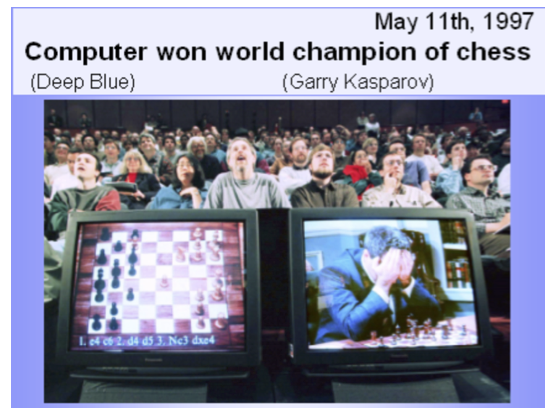 May 11th, 1997
Computer won world champion of chess
(Deep Blue) (Garry Kasparov)
1. e4 c6 2. d4 d5 3. Nc3 dxe4